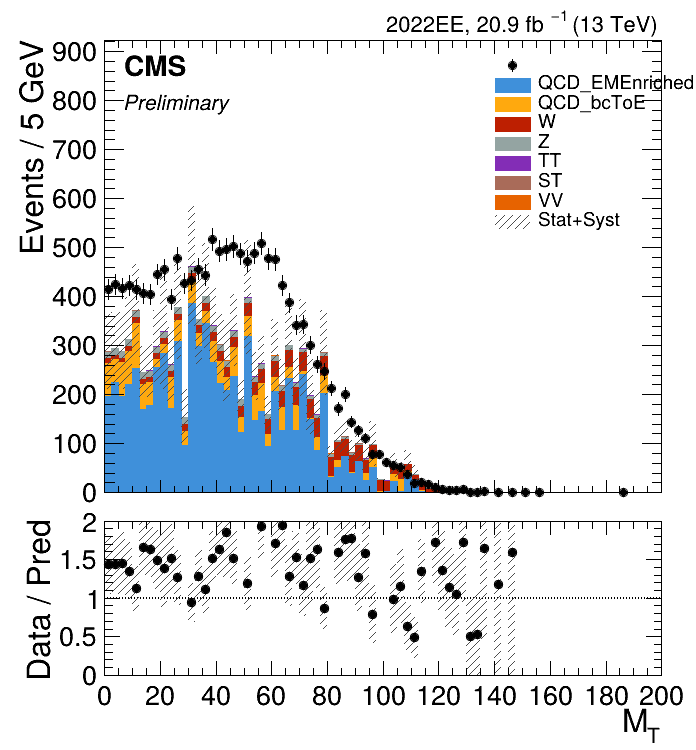 2022EE, 20.9 fb⁻¹ (13 TeV)
Events / 5 GeV
900
800
700
600
500
400
300
200
100
0
CMS
Preliminary
QCD_EMEnriched
QCD_bcToE
W
Z
TT
ST
VV
Stat+Syst
Data / Pred
2
1.5
1
0.5
0
0 20 40 60 80 100 120 140 160 180 200
M_T